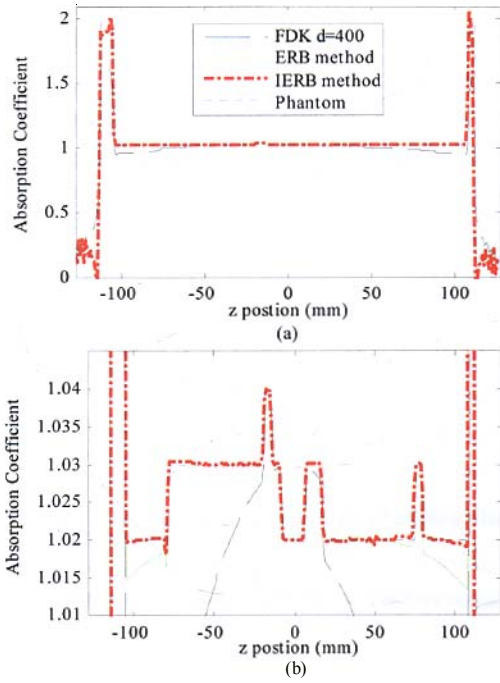 2
1.5
1
0.5
0
Absorption Coefficient
FDK d=400
ERB method
IERB method
Phantom
-100 -50 0 50 100
z postion (mm)
(a)
1.04
1.035
1.03
1.025
1.02
1.015
1.01
Absorption Coefficient
-100 -50 0 50 100
z postion (mm)
(b)